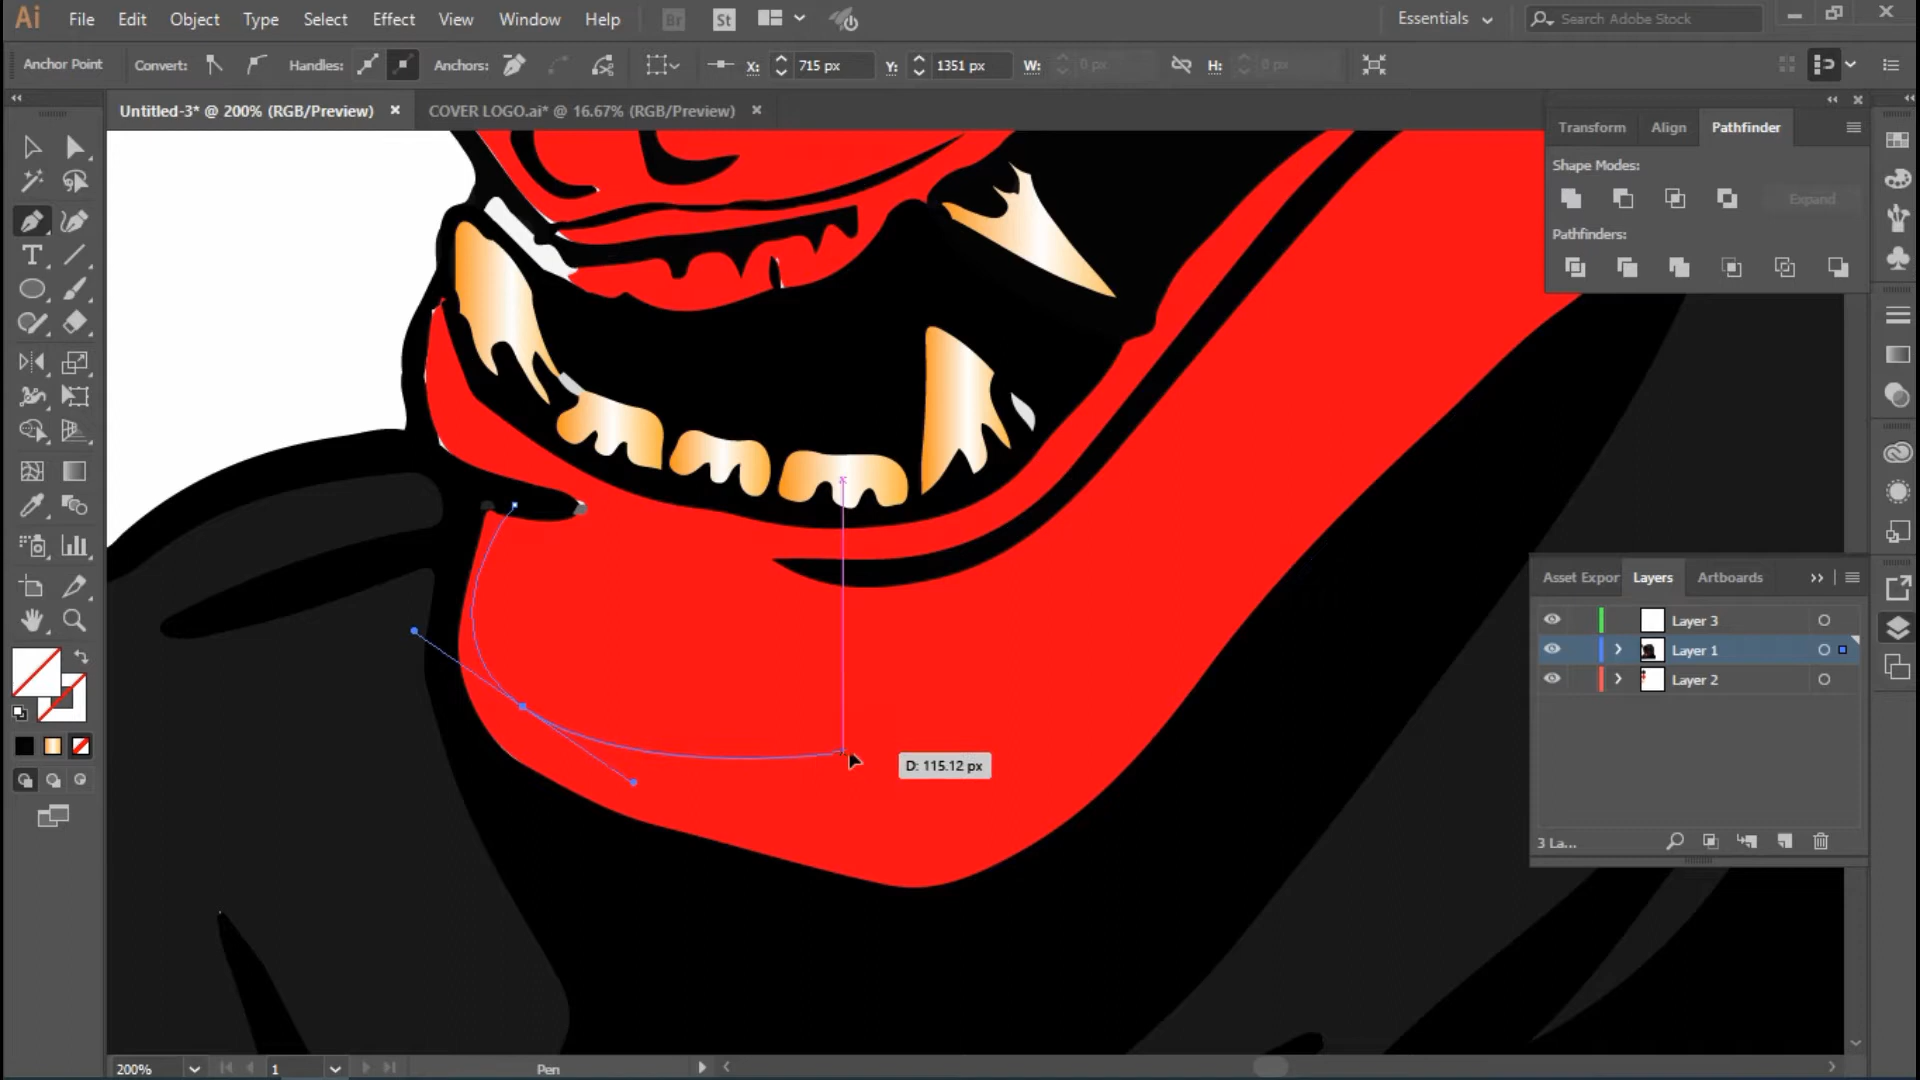 Ai File Edit Object Type Select Effect View Window Help Br St Essentials Search Adobe Stock
Anchor Point Convert: Handles: Anchors: X: 715 px Y: 1351 px W: 0 px H: 0 px
Untitled-3* @ 200% (RGB/Preview) COVER LOGO.ai* @ 16.67% (RGB/Preview)
Transform Align Pathfinder
Shape Modes:
Expand
Pathfinders:
D: 115.12 px
Asset Expor Layers Artboards
Layer 3
Layer 1
Layer 2
3 La...
200% 1 Pen